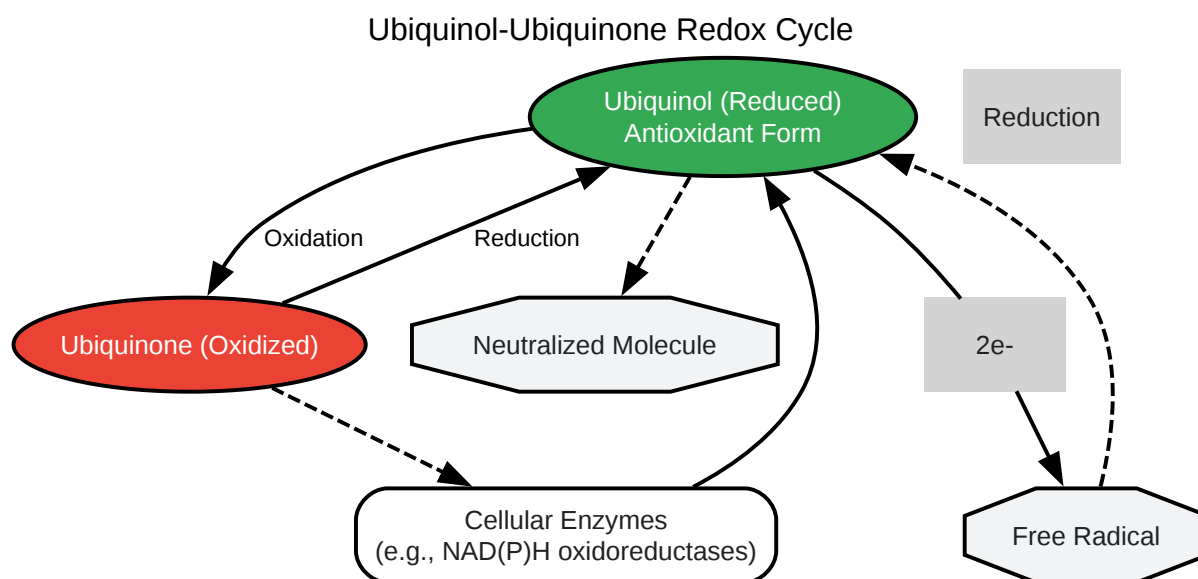 Ubiquinol-Ubiquinone Redox Cycle
Ubiquinol (Reduced)
Antioxidant Form
Reduction
Oxidation
Reduction
Ubiquinone (Oxidized)
Neutralized Molecule
2e-
Cellular Enzymes
(e.g., NAD(P)H oxidoreductases)
Free Radical